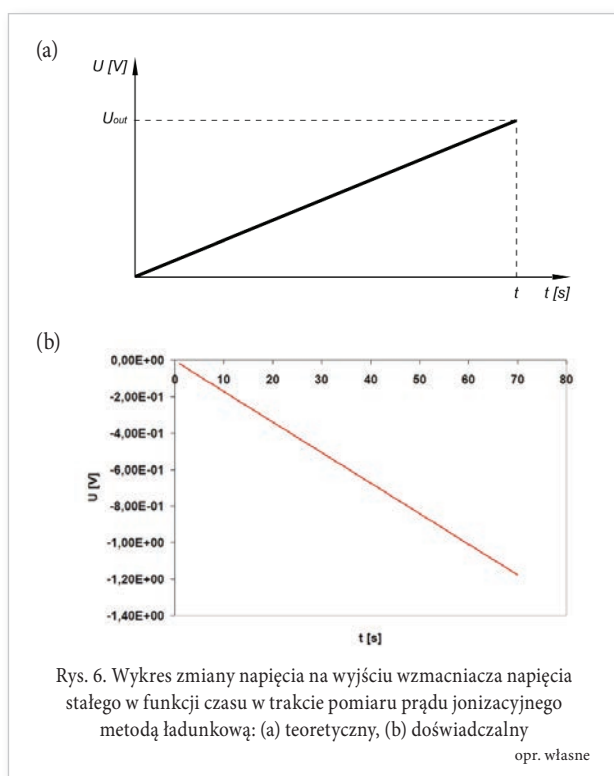 (a)
U [V]
Uout
t t [s]
(b)
0,00E+00
0 10 20 30 40 50 60 70 80
-2,00E-01
-4,00E-01
-6,00E-01
-8,00E-01
-1,00E+00
-1,20E+00
-1,40E+00
U [V]
t [s]
Rys. 6. Wykres zmiany napięcia na wyjściu wzmacniacza napięcia
stałego w funkcji czasu w trakcie pomiaru prądu jonizacyjnego
metodą ładunkową: (a) teoretyczny, (b) doświadczalny
opr. własne